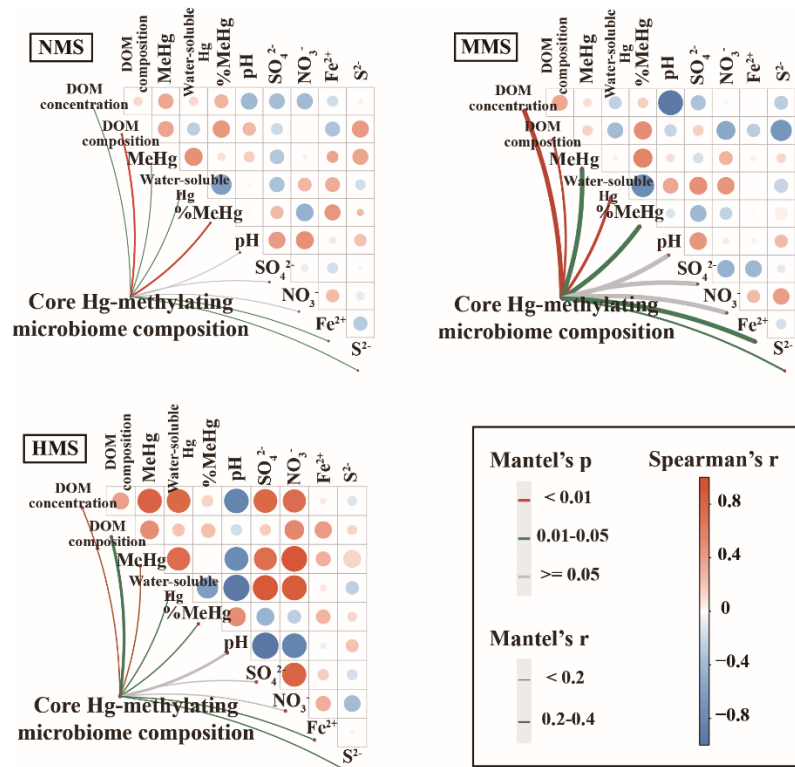 NMS
DOM
composition
MeHg
Water-soluble
Hg
%MeHg
pH
SO₄²⁻
NO₃⁻
Fe²⁺
S²⁻
DOM
concentration
DOM
composition
MeHg
Water-soluble
Hg
%MeHg
pH
SO₄²⁻
NO₃⁻
Fe²⁺
S²⁻
Core Hg-methylating
microbiome composition
MMS
DOM
composition
MeHg
Water-soluble
Hg
%MeHg
pH
SO₄²⁻
NO₃⁻
Fe²⁺
S²⁻
DOM
concentration
DOM
composition
MeHg
Water-soluble
Hg
%MeHg
pH
SO₄²⁻
NO₃⁻
Fe²⁺
S²⁻
Core Hg-methylating
microbiome composition
HMS
DOM
composition
MeHg
Water-soluble
Hg
%MeHg
pH
SO₄²⁻
NO₃⁻
Fe²⁺
S²⁻
DOM
concentration
DOM
composition
MeHg
Water-soluble
Hg
%MeHg
pH
SO₄²⁻
NO₃⁻
Fe²⁺
S²⁻
Core Hg-methylating
microbiome composition
Mantel's p
< 0.01
0.01-0.05
>= 0.05
Mantel's r
< 0.2
0.2-0.4
Spearman's r
0.8
0.4
0
−0.4
−0.8